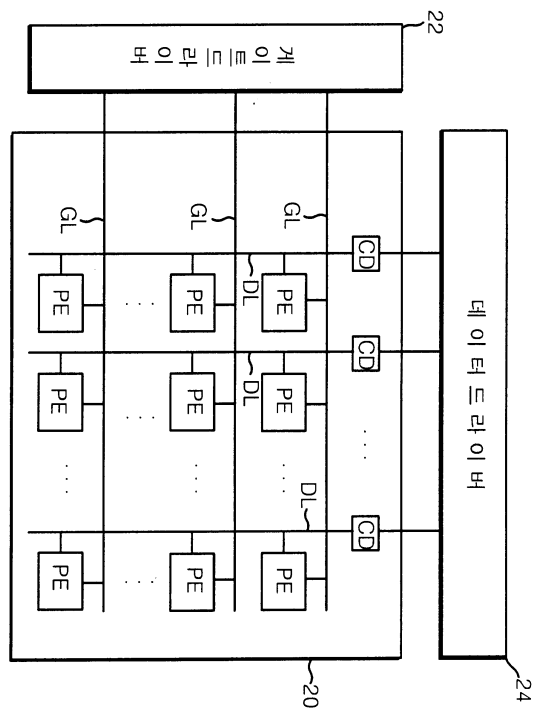 24
데이터드라이버
22
게이트드라이버
CD CD ··· CD
DL
20
GL
PE PE ··· PE
DL DL
GL
PE PE ··· PE
GL
PE PE ··· PE